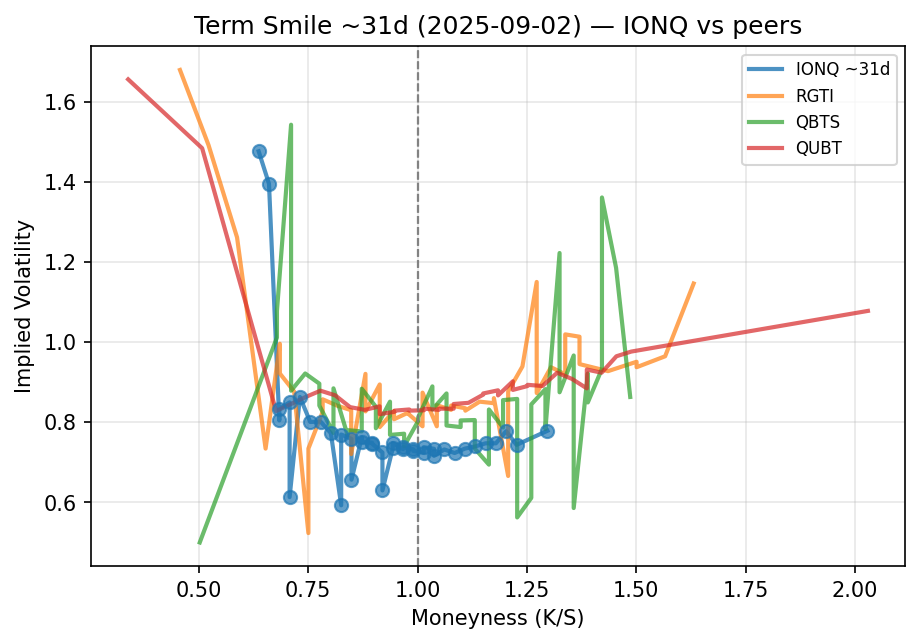 Term Smile ~31d (2025-09-02) — IONQ vs peers
IONQ ~31d
RGTI
QBTS
QUBT
Implied Volatility
1.6
1.4
1.2
1.0
0.8
0.6
0.50
0.75
1.00
1.25
1.50
1.75
2.00
Moneyness (K/S)